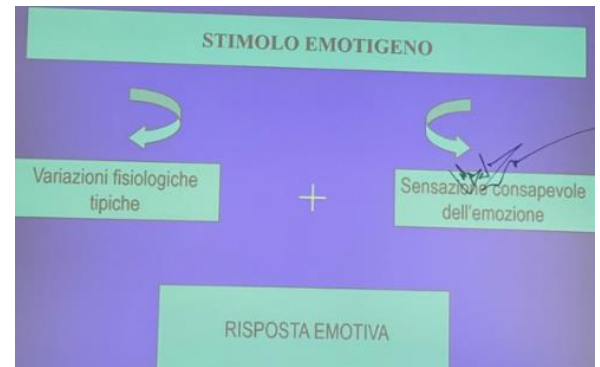 STIMOLO EMOTIGENO
Variazioni fisiologiche
tipiche
+
Sensazione consapevole
dell'emozione
RISPOSTA EMOTIVA